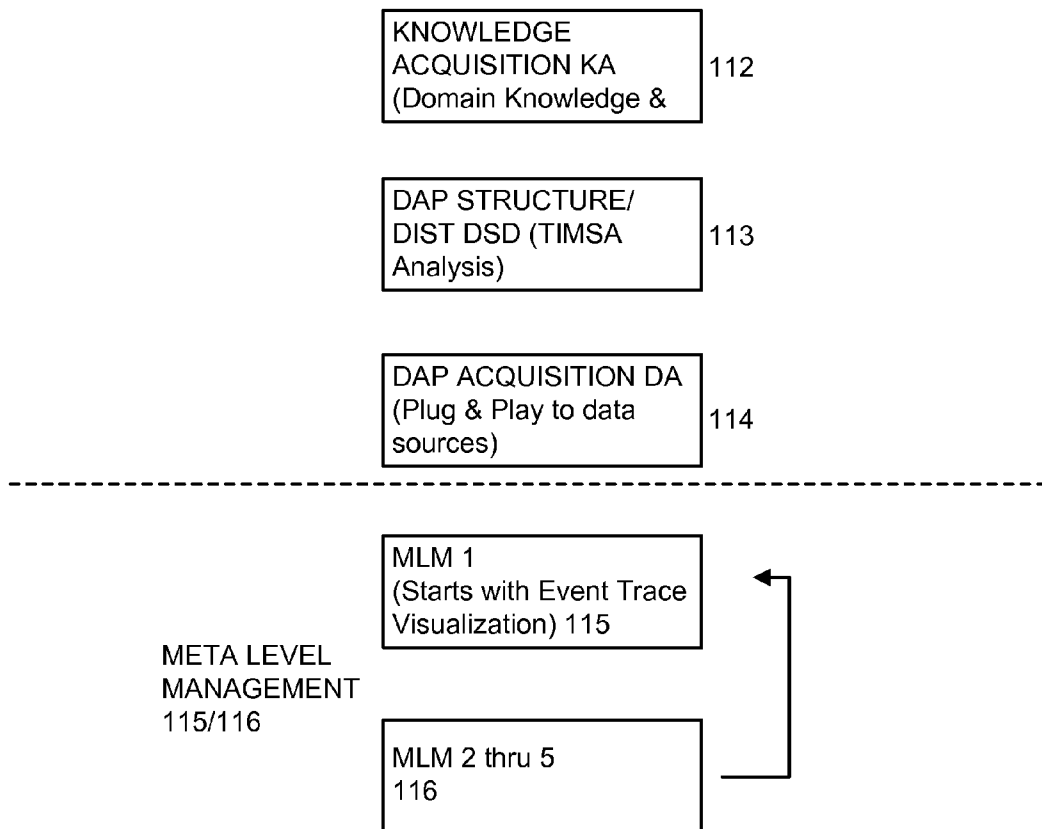 KNOWLEDGE
ACQUISITION KA
(Domain Knowledge &
112
DAP STRUCTURE/
DIST DSD (TIMSA
Analysis)
113
DAP ACQUISITION DA
(Plug & Play to data
sources)
114
MLM 1
(Starts with Event Trace
Visualization) 115
META LEVEL
MANAGEMENT
115/116
MLM 2 thru 5
116